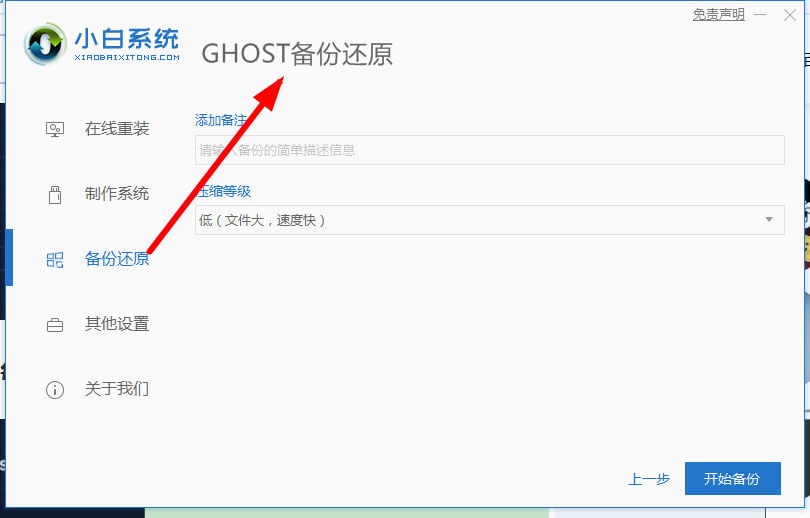 免责声明
小白系统
XIAOBAIXITONG.COM
GHOST备份还原
在线重装
制作系统
备份还原
其他设置
关于我们
添加备注
请输入备份的简单描述信息
压缩等级
低（文件大，速度快）
上一步
开始备份